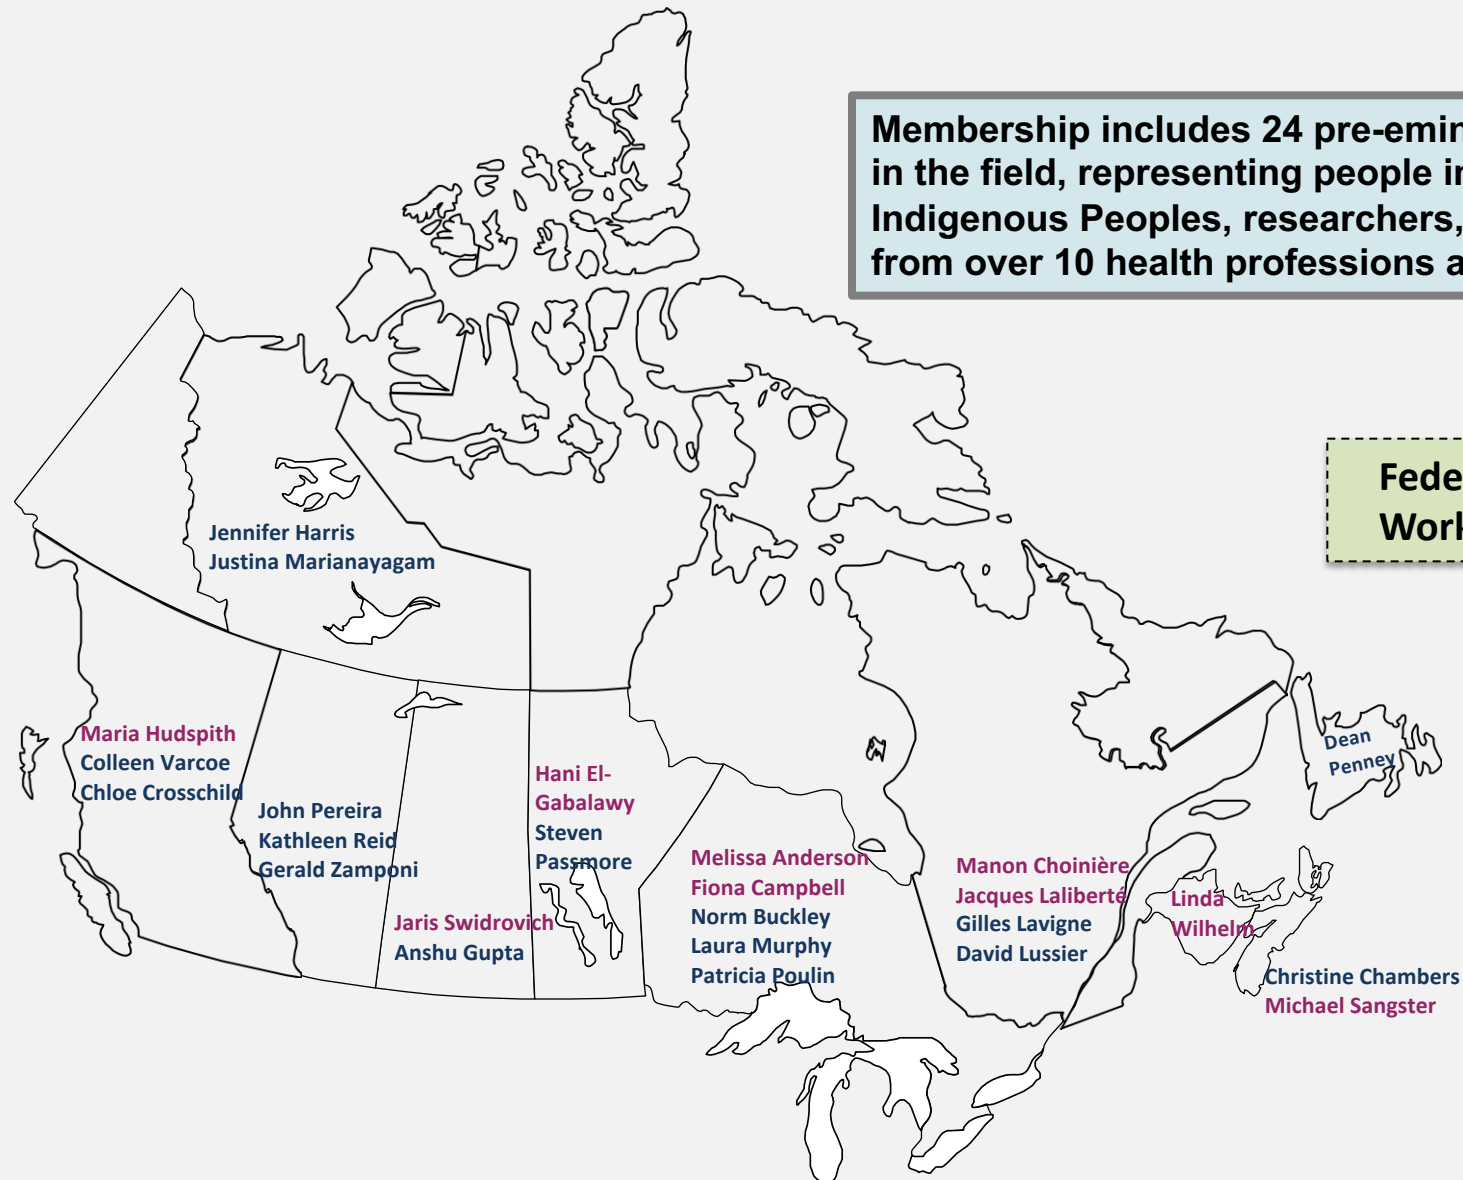 Membership includes 24 pre-emin
in the field, representing people in
Indigenous Peoples, researchers,
from over 10 health professions a
Fede
Work
Jennifer Harris
Justina Marianayagam
Maria Hudspith
Colleen Varcoe
Chloe Crosschild
John Pereira
Kathleen Reid
Gerald Zamponi
Jaris Swidrovich
Anshu Gupta
Hani El-
Gabalawy
Steven
Passmore
Melissa Anderson
Fiona Campbell
Norm Buckley
Laura Murphy
Patricia Poulin
Manon Choinière
Jacques Laliberté
Gilles Lavigne
David Lussier
Linda
Wilhelm
Dean
Penney
Christine Chambers
Michael Sangster